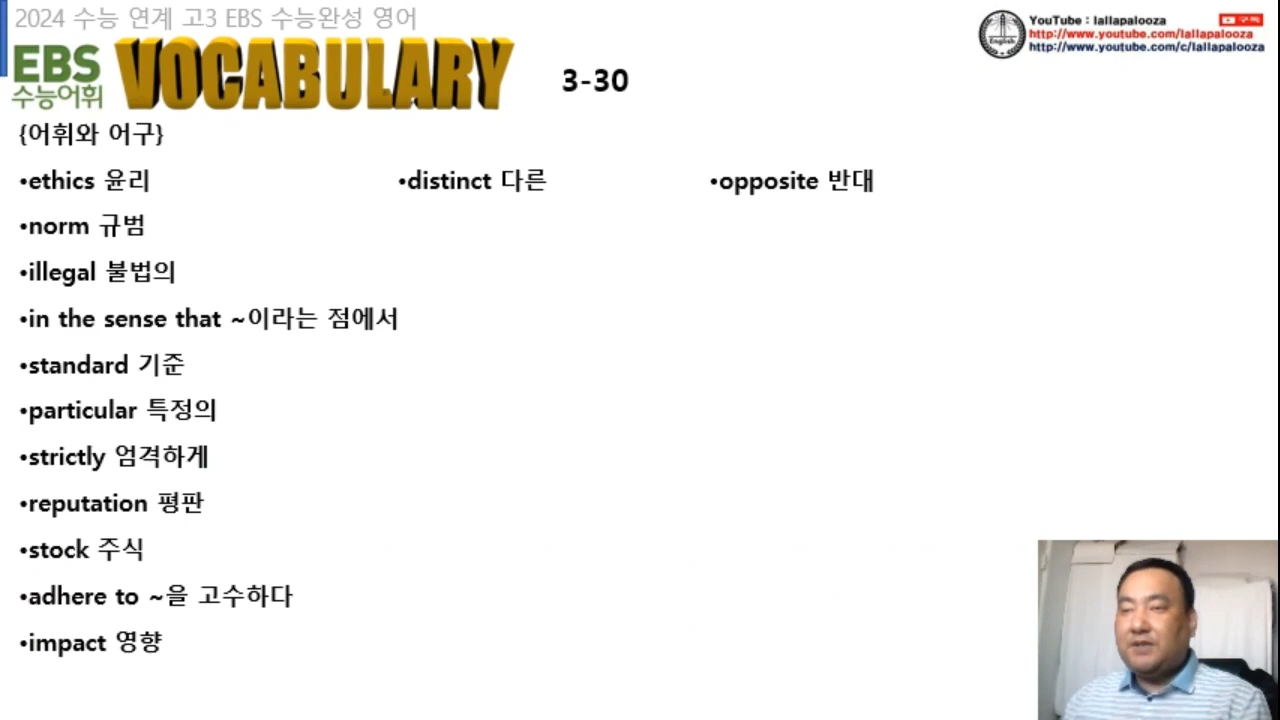 2024 수능 연계 고3 EBS 수능완성 영어
YouTube : lallapalooza 구독
http://www.youtube.com/lallapalooza
http://www.youtube.com/c/lallapalooza
English
EBS 수능어휘
VOCABULARY
3-30
{어휘와 어구}
•ethics 윤리 •distinct 다른 •opposite 반대
•norm 규범
•illegal 불법의
•in the sense that ~이라는 점에서
•standard 기준
•particular 특정의
•strictly 엄격하게
•reputation 평판
•stock 주식
•adhere to ~을 고수하다
•impact 영향